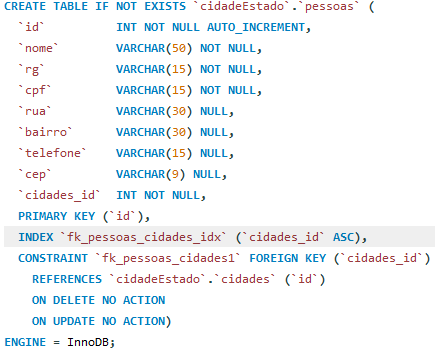 CREATE TABLE IF NOT EXISTS `cidadeEstado`.`pessoas` (
  `id`         INT NOT NULL AUTO_INCREMENT,
  `nome`       VARCHAR(50) NOT NULL,
  `rg`         VARCHAR(15) NOT NULL,
  `cpf`        VARCHAR(15) NOT NULL,
  `rua`        VARCHAR(30) NULL,
  `bairro`     VARCHAR(30) NULL,
  `telefone`   VARCHAR(15) NULL,
  `cep`        VARCHAR(9) NULL,
  `cidades_id`  INT NOT NULL,
  PRIMARY KEY (`id`),
  INDEX `fk_pessoas_cidades_idx` (`cidades_id` ASC),
  CONSTRAINT `fk_pessoas_cidades1` FOREIGN KEY (`cidades_id`)
    REFERENCES `cidadeEstado`.`cidades` (`id`)
    ON DELETE NO ACTION
    ON UPDATE NO ACTION)
ENGINE = InnoDB;